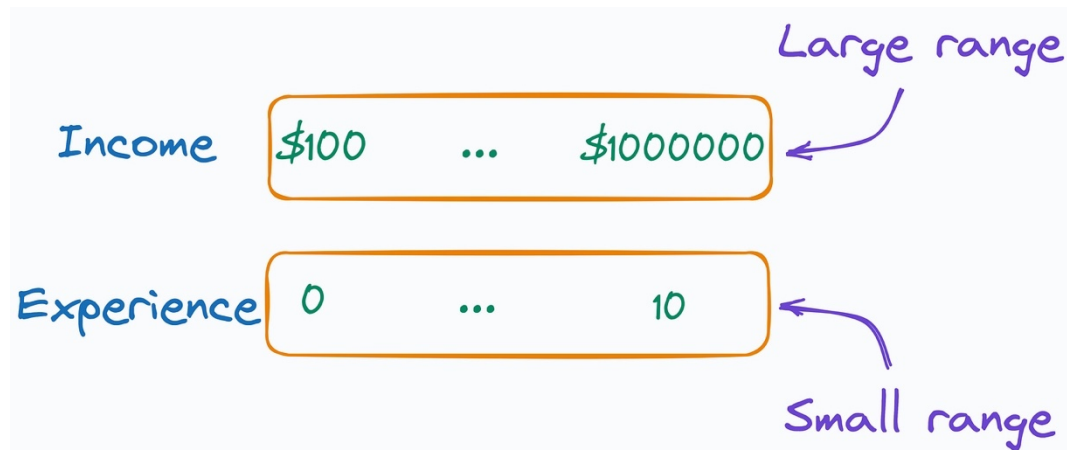 Large range
Income $100 ... $1000000
Experience 0 ... 10
Small range